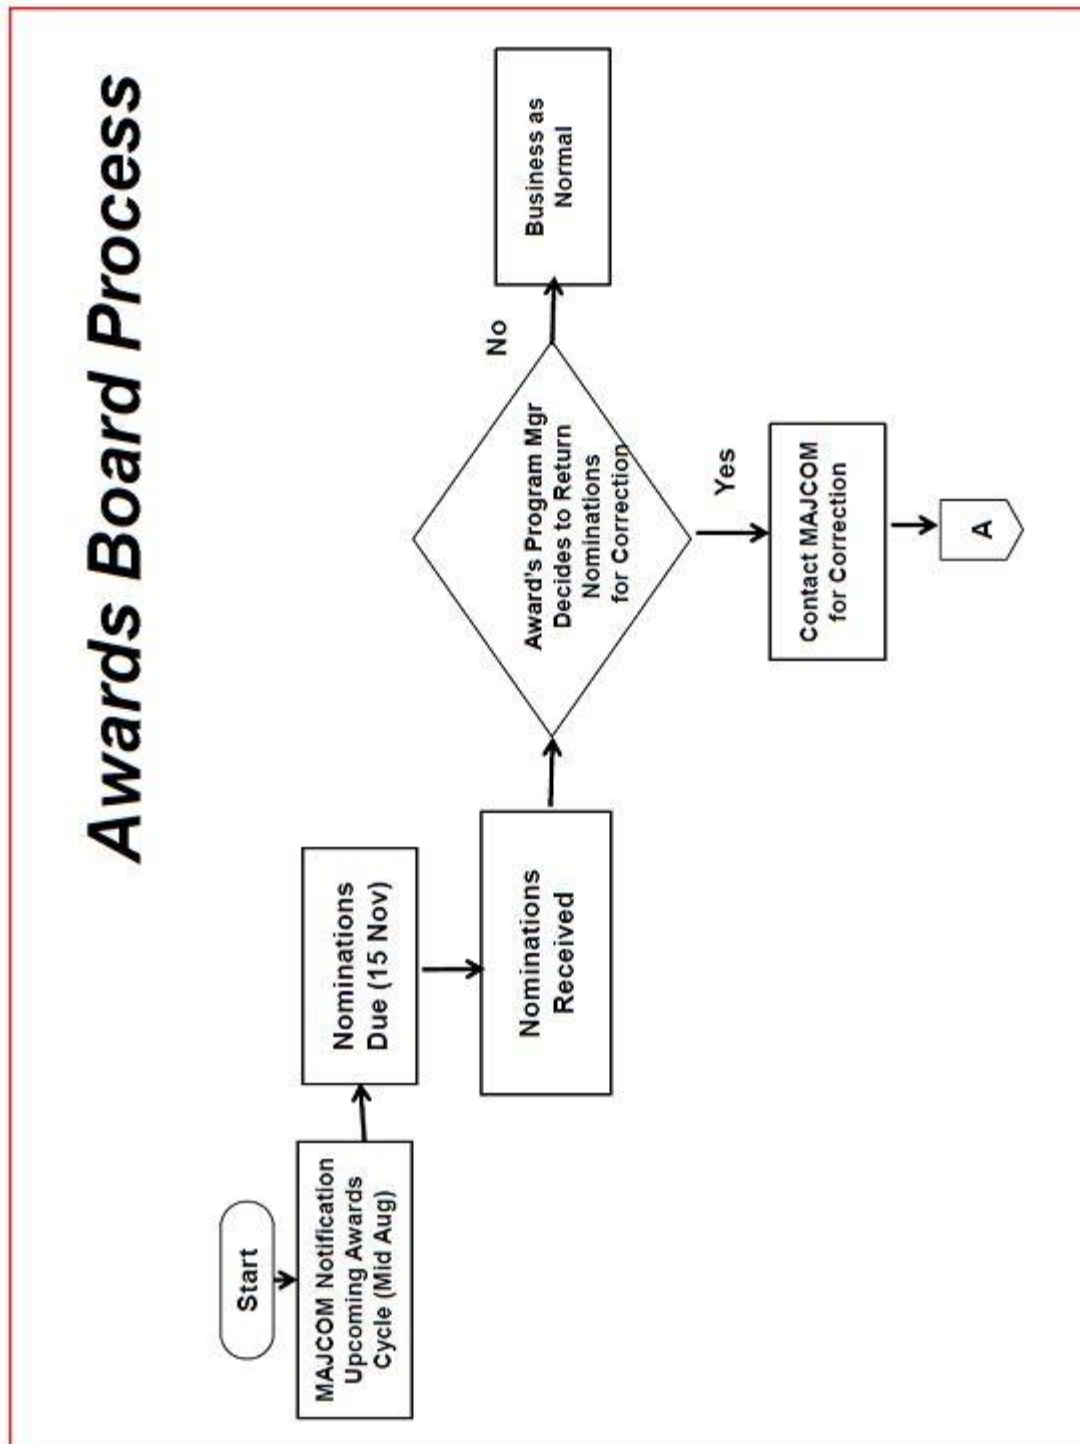 Awards Board Process
Start
MAJCOM Notification
Upcoming Awards
Cycle (Mid Aug)
Nominations
Due (15 Nov)
Nominations
Received
Award's Program Mgr
Decides to Return
Nominations
for Correction
No
Business as
Normal
Yes
Contact MAJCOM
for Correction
A